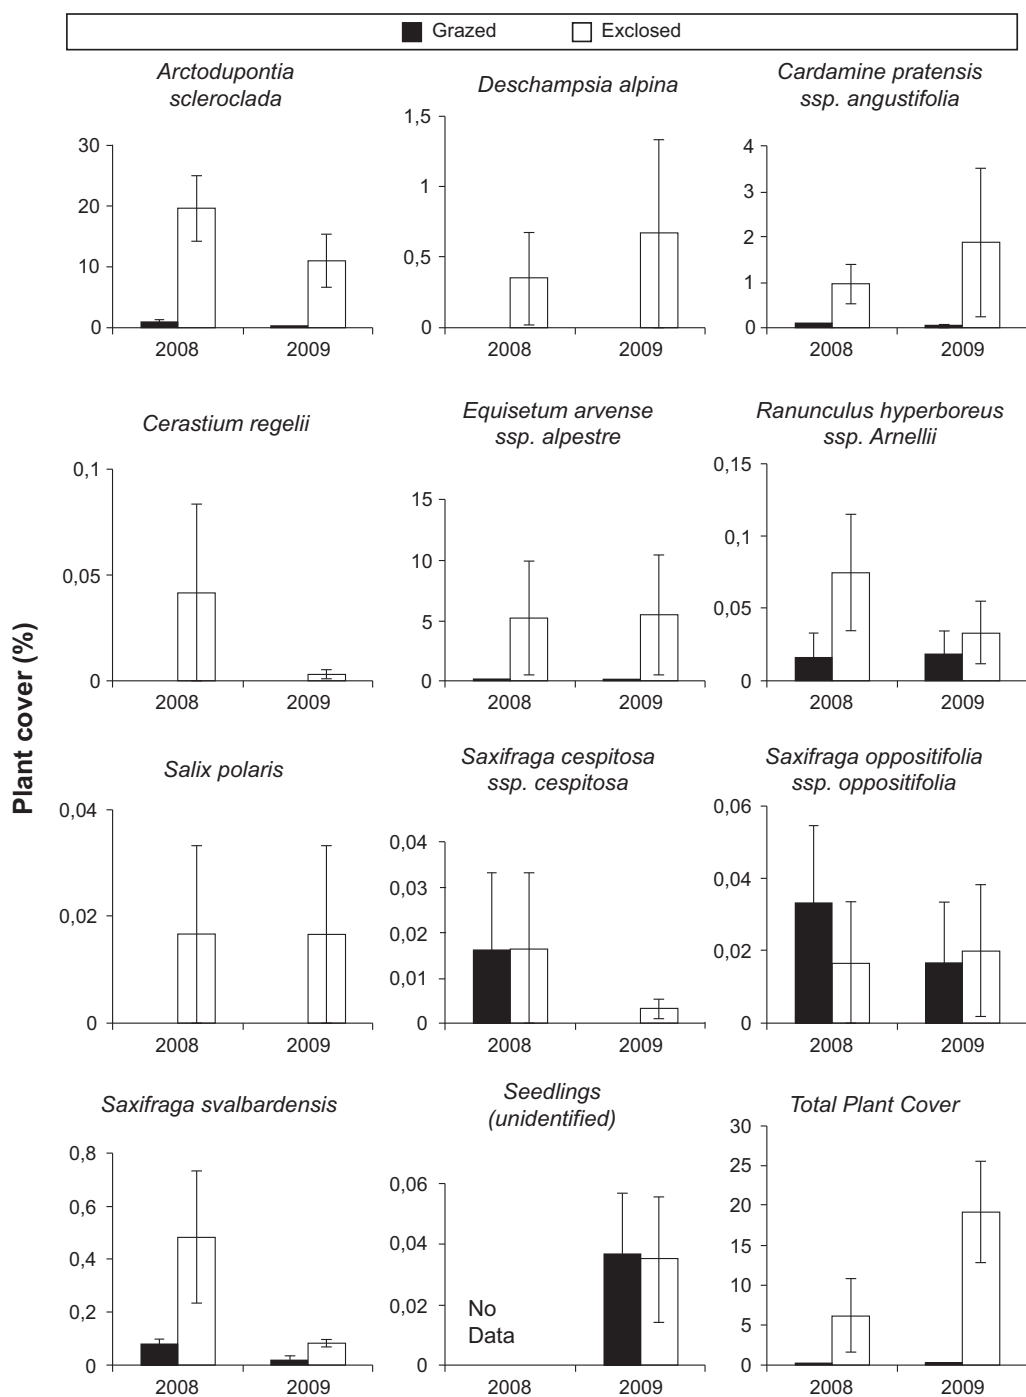 Grazed Exclosed
Plant cover (%)
Arctodupontia
scleroclada
30
20
10
0
2008 2009
Deschampsia alpina
1,5
1
0,5
0
2008 2009
Cardamine pratensis
ssp. angustifolia
4
3
2
1
0
2008 2009
Cerastium regelii
0,1
0,05
0
2008 2009
Equisetum arvense
ssp. alpestre
15
10
5
0
2008 2009
Ranunculus hyperboreus
ssp. Arnellii
0,15
0,1
0,05
0
2008 2009
Salix polaris
0,04
0,02
0
2008 2009
Saxifraga cespitosa
ssp. cespitosa
0,04
0,03
0,02
0,01
0
2008 2009
Saxifraga oppositifolia
ssp. oppositifolia
0,06
0,04
0,02
0
2008 2009
Saxifraga svalbardensis
0,8
0,6
0,4
0,2
0
2008 2009
Seedlings
(unidentified)
0,06
0,04
0,02
0
No
Data
2008 2009
Total Plant Cover
30
25
20
15
10
5
0
2008 2009